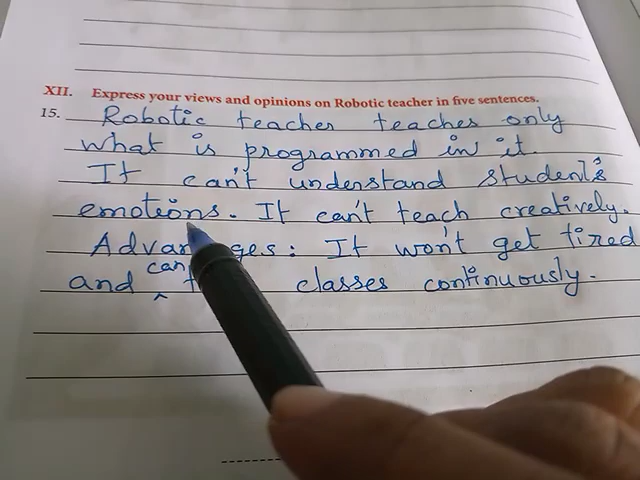 XII. Express your views and opinions on Robotic teacher in five sentences.
15. Robotic teacher teaches only
what is programmed in it.
It can't understand student's
emotions. It can't teach creatively.
ges: It won't get tired
can
and ^ classes continuously.